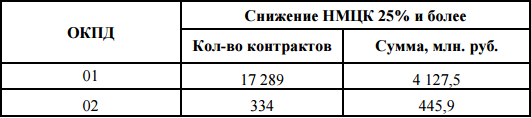 ОКПД Снижение НМЦК 25% и более
Кол-во контрактов Сумма, млн. руб.
01 17 289 4 127,5
02 334 445,9